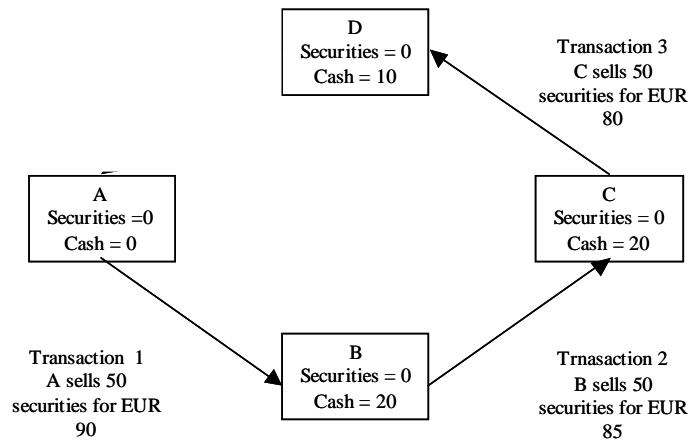 D
Securities = 0
Cash = 10
Transaction 3
C sells 50
securities for EUR
80
A
Securities =0
Cash = 0
C
Securities = 0
Cash = 20
Transaction 1
A sells 50
securities for EUR
90
B
Securities = 0
Cash = 20
Trnasaction 2
B sells 50
securities for EUR
85